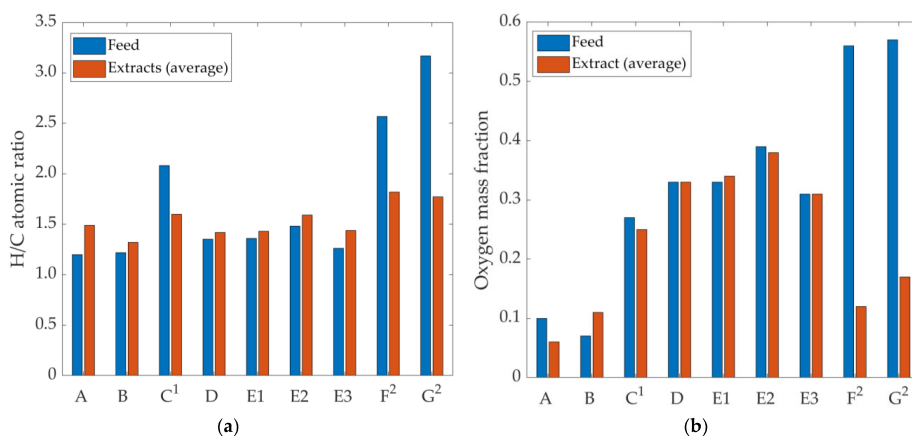 3.5
3.0
2.5
2.0
1.5
1.0
0.5
0
H/C atomic ratio
Feed
Extracts (average)
A B C¹ D E1 E2 E3 F² G²
(a)
0.6
0.5
0.4
0.3
0.2
0.1
0
Oxygen mass fraction
Feed
Extract (average)
A B C¹ D E1 E2 E3 F² G²
(b)